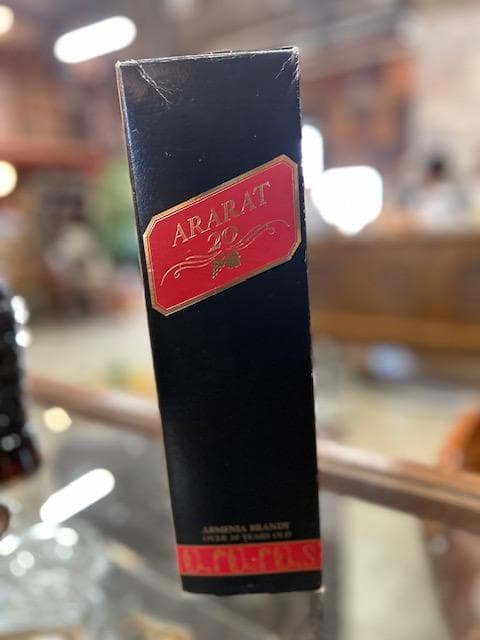 ARARAT
20
ARMENIA BRANDY
OVER 20 YEARS OLD